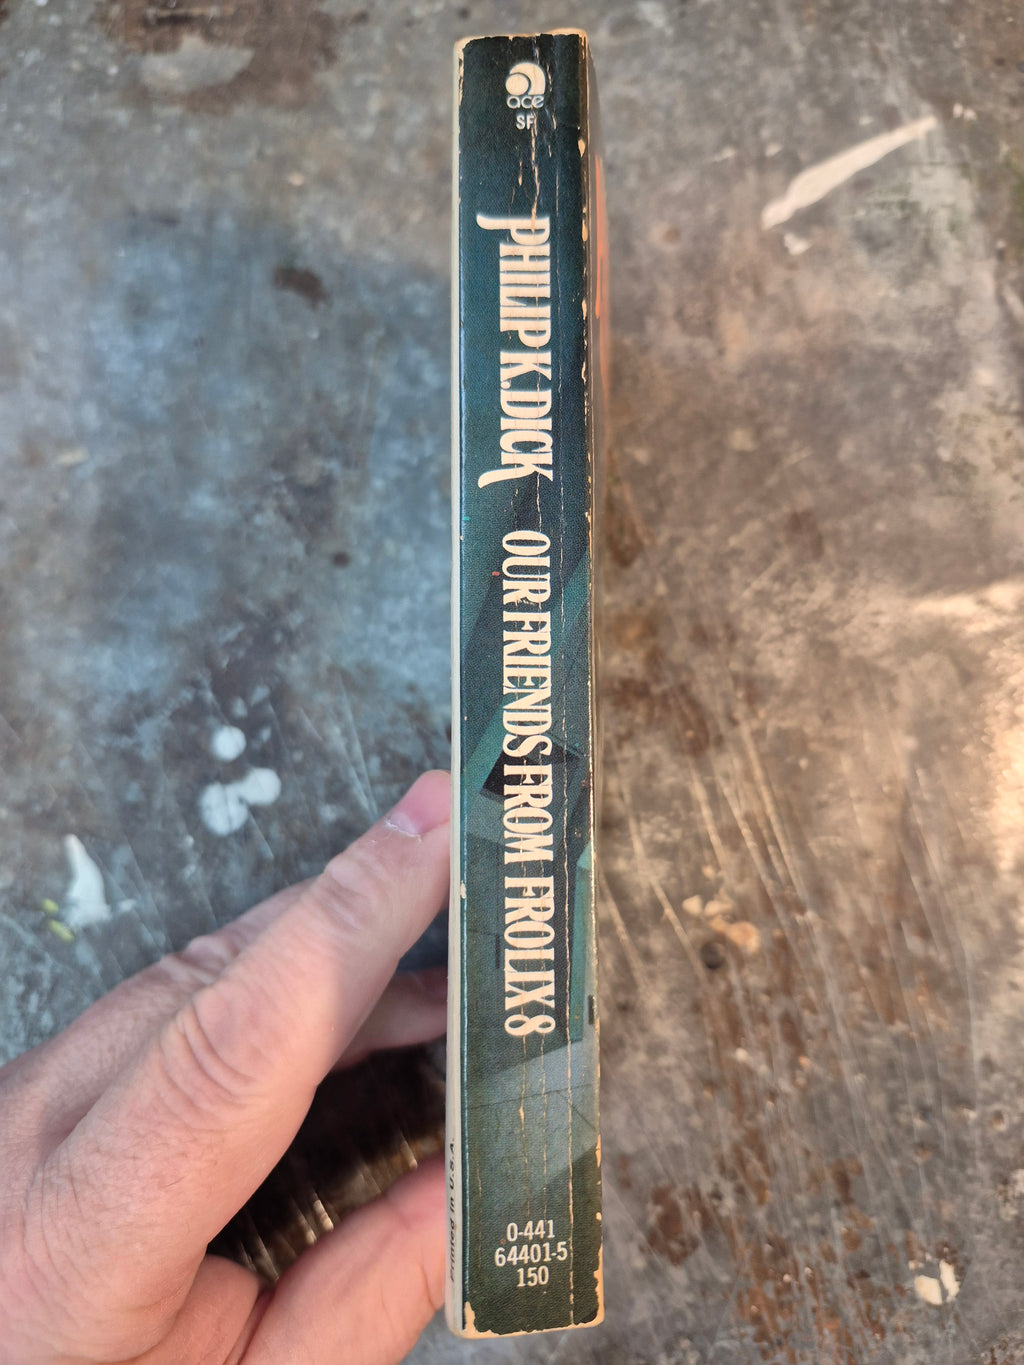 ace
SF
PHILIP K. DICK OUR FRIENDS FROM FROLIX 8
0-441
64401-5
150
Printed in U.S.A.